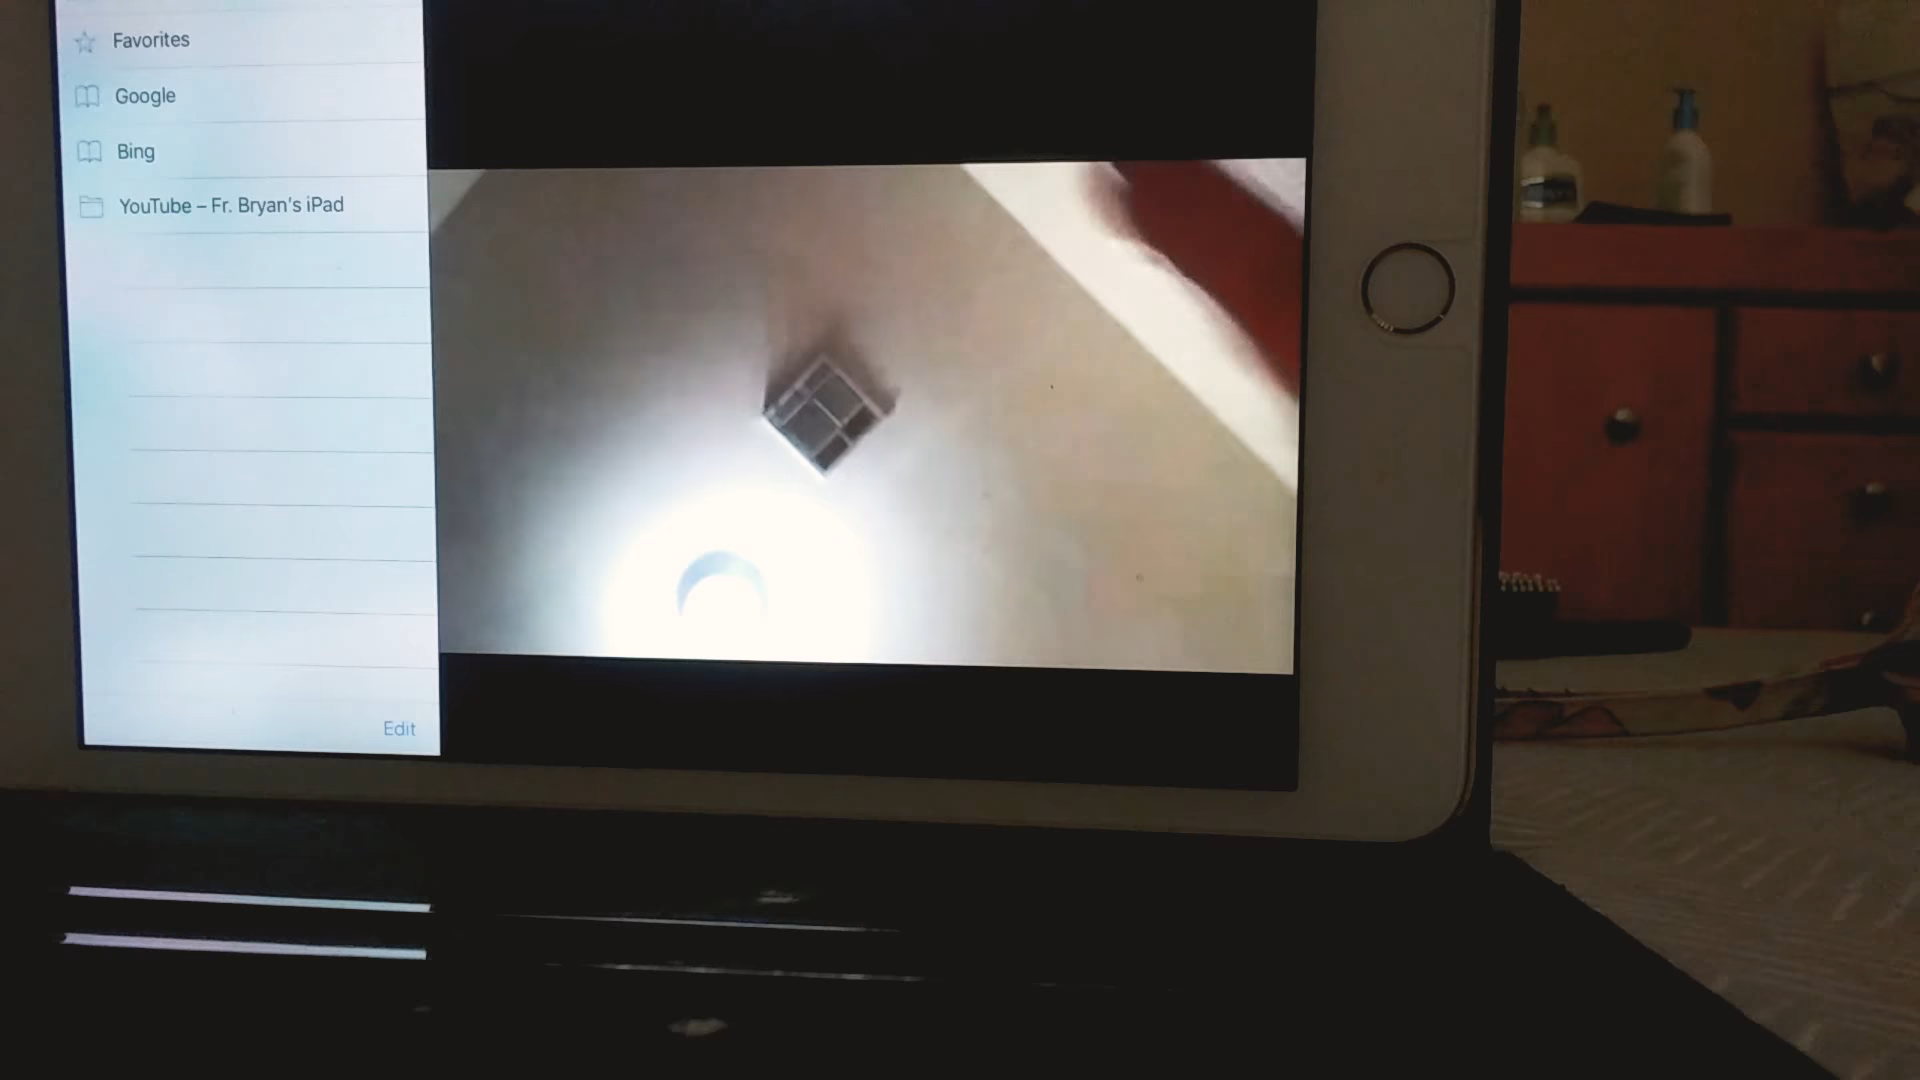 Favorites
Google
Bing
YouTube – Fr. Bryan's iPad
Edit